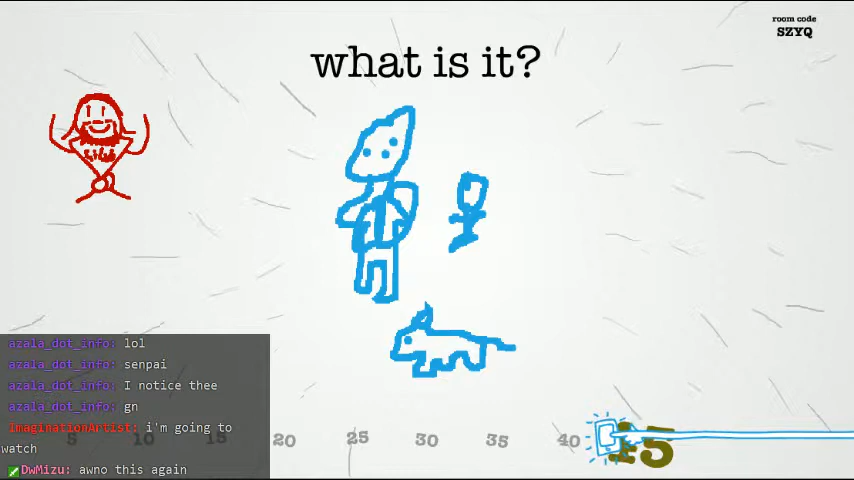 room code
SZYQ
what is it?
azala_dot_info: lol
azala_dot_info: senpai
azala_dot_info: I notice thee
azala_dot_info: gn
ImaginationArtist: i'm going to
watch
DwMizu: awno this again
5 10 15 20 25 30 35 40 45